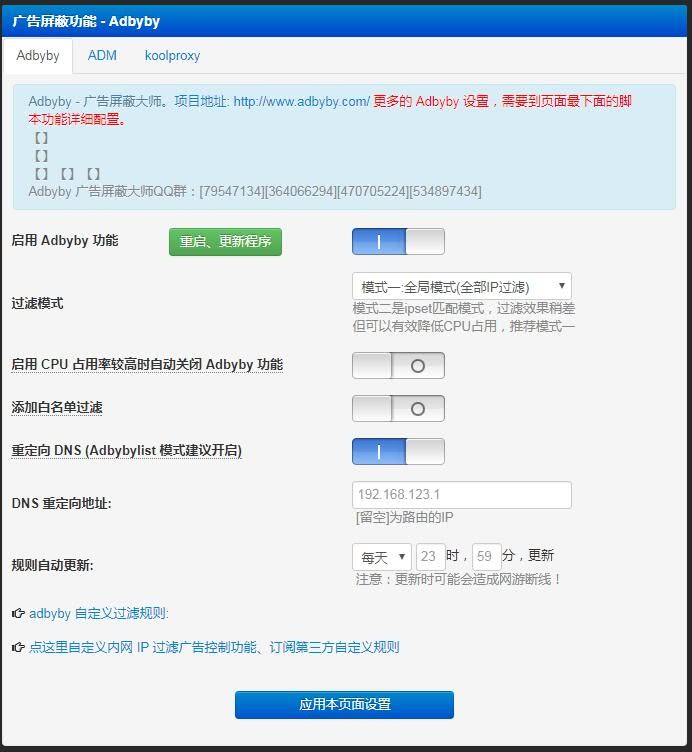 广告屏蔽功能 - Adbyby
Adbyby ADM koolproxy
Adbyby - 广告屏蔽大师。项目地址: http://www.adbyby.com/ 更多的 Adbyby 设置，需要到页面最下面的脚
本功能详细配置。
【】
【】
【】【】【】
Adbyby 广告屏蔽大师QQ群：[79547134][364066294][470705224][534897434]
启用 Adbyby 功能 重启、更新程序
过滤模式 模式一:全局模式(全部IP过滤)
模式二是ipset匹配模式，过滤效果稍差
但可以有效降低CPU占用，推荐模式一
启用 CPU 占用率较高时自动关闭 Adbyby 功能
添加白名单过滤
重定向 DNS (Adbybylist 模式建议开启)
DNS 重定向地址: 192.168.123.1
[留空]为路由的IP
规则自动更新: 每天 23 时，59 分，更新
注意：更新时可能会造成网游断线！
adbyby 自定义过滤规则:
点这里自定义内网 IP 过滤广告控制功能、订阅第三方自定义规则
应用本页面设置